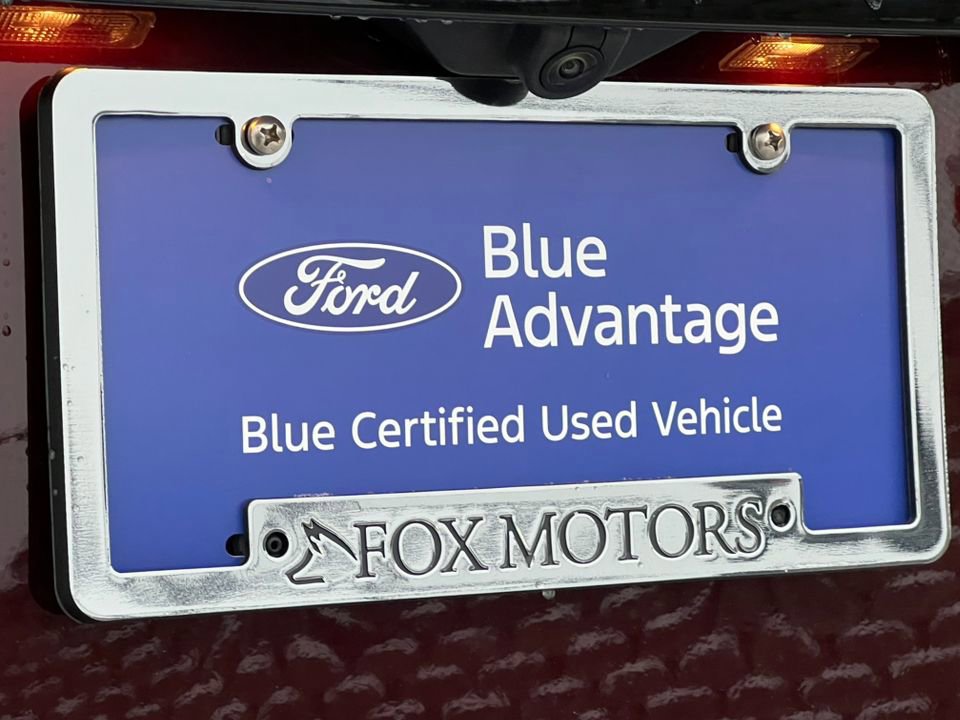 Ford
Blue
Advantage
Blue Certified Used Vehicle
FOX MOTORS